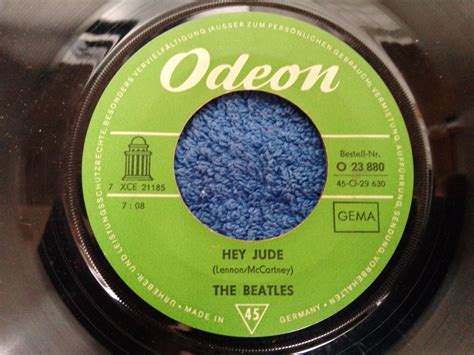 URHEBER- UND LEISTUNGSSCHUTZRECHTE, BESONDERS VERVIELFÄLTIGUNG (AUSSER ZUM PERSÖNLICHEN GEBRAUCH), VERMIETUNG, AUFFÜHRUNG UND SENDUNG, VORBEHALTEN
Odeon
Bestell-Nr.
O 23 880
45-O-29 630
7 XCE 21185
7 : 08
GEMA
HEY JUDE
(Lennon/McCartney)
THE BEATLES
MADE IN 45 GERMANY